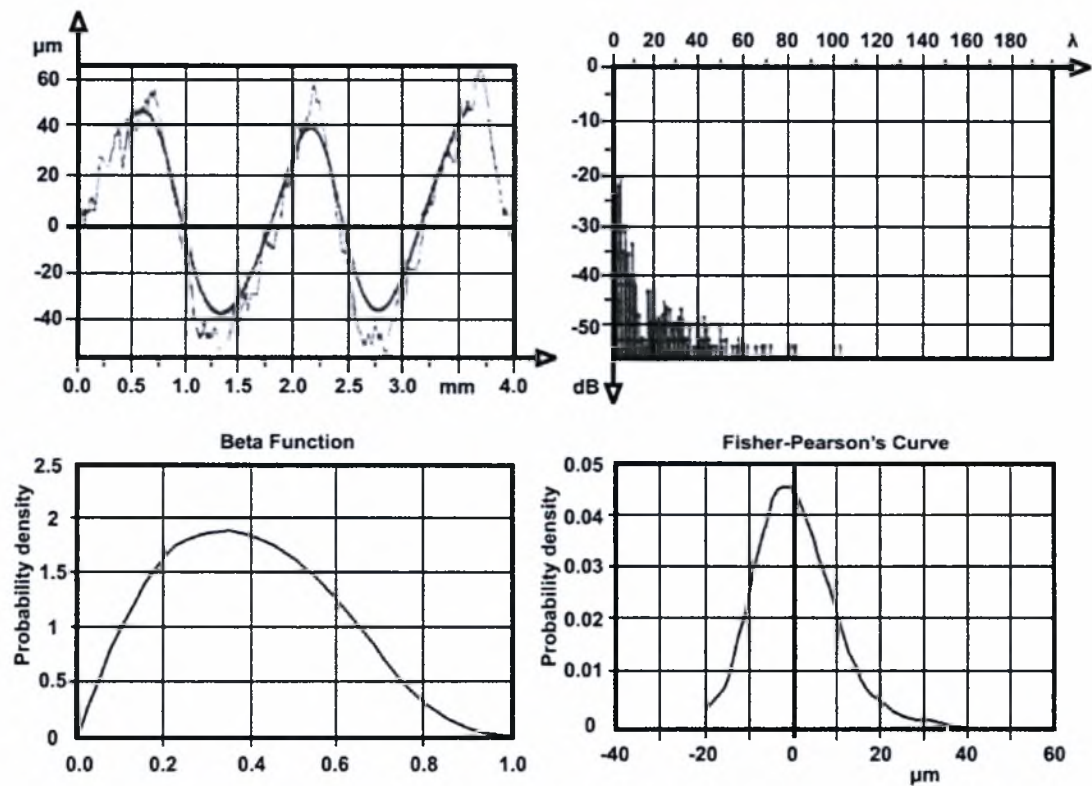 µm
60
40
20
0
-20
-40
0.0 0.5 1.0 1.5 2.0 2.5 3.0 mm 4.0
0 20 40 60 80 100 120 140 160 180 λ
0
-10
-20
-30
-40
-50
dB
Beta Function
Probability density
2.5
2
1.5
1
0.5
0
0.0 0.2 0.4 0.6 0.8 1.0
Fisher-Pearson's Curve
Probability density
0.05
0.04
0.03
0.02
0.01
0
-40 -20 0 20 40 60
µm